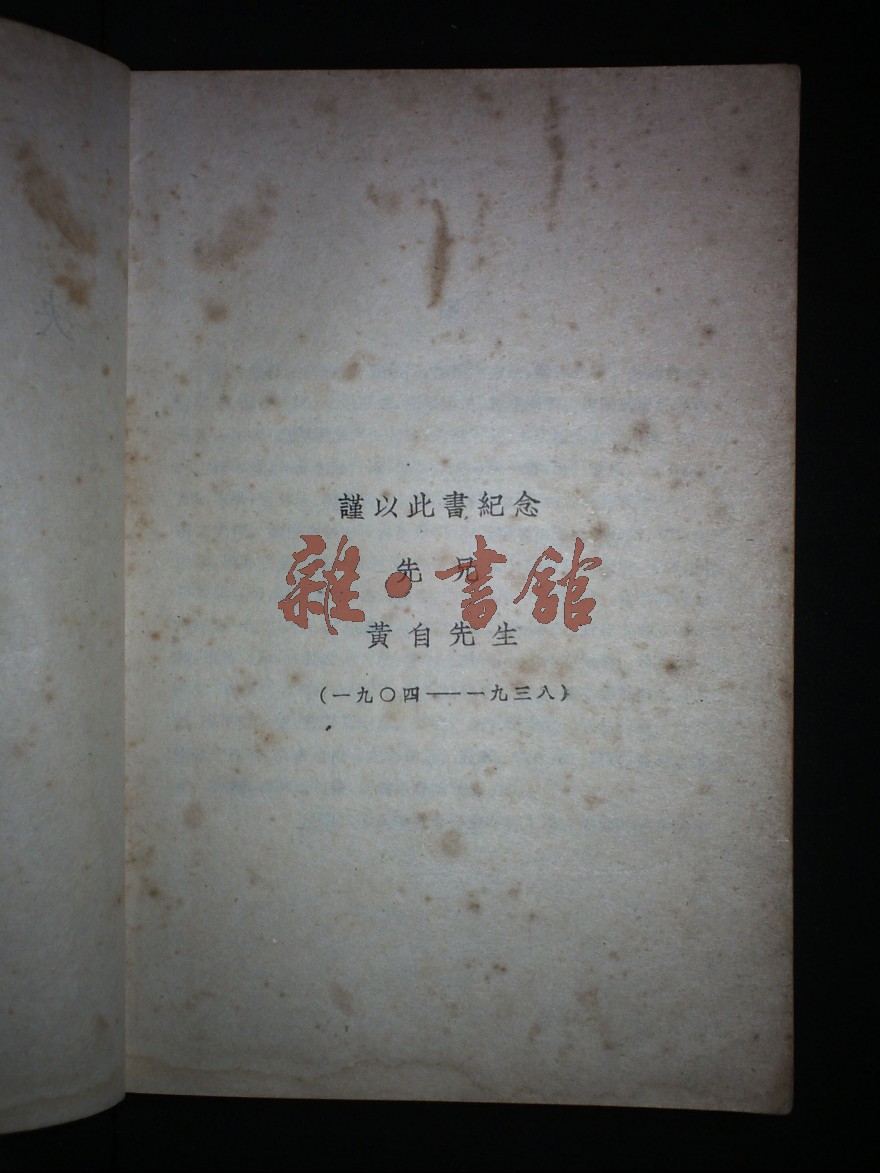 謹以此書紀念
先兄
雜·書館
黃自先生
(一九〇四——一九三八)